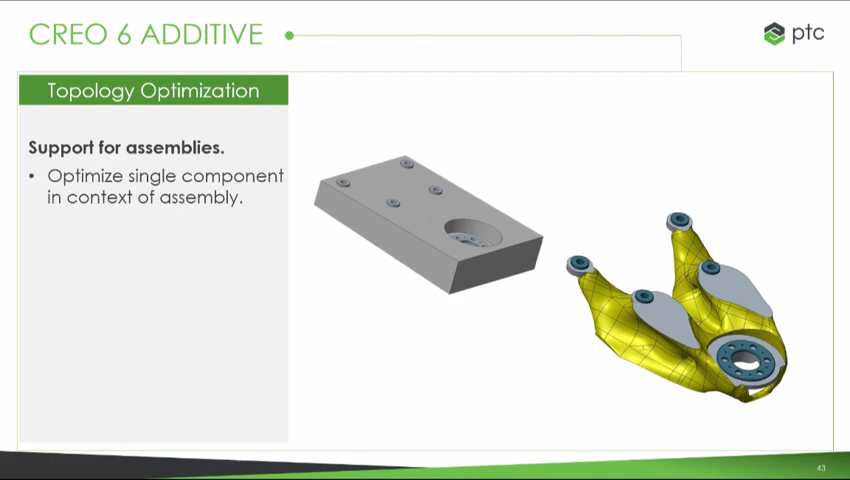 CREO 6 ADDITIVE
ptc
Topology Optimization
Support for assemblies.
• Optimize single component
in context of assembly.
43